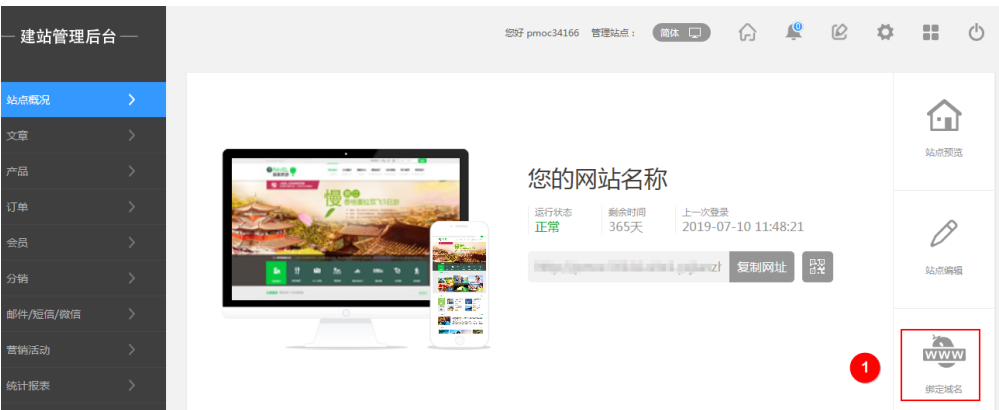 建站管理后台
您好 pmoc34166 管理站点： 简体
站点概况
文章
产品
订单
会员
分销
邮件/短信/微信
营销活动
统计报表
慢
您的网站名称
运行状态 剩余时间 上一次登录
正常 365天 2019-07-10 11:48:21
复制网址
站点预览
站点编辑
1
WWW
绑定域名